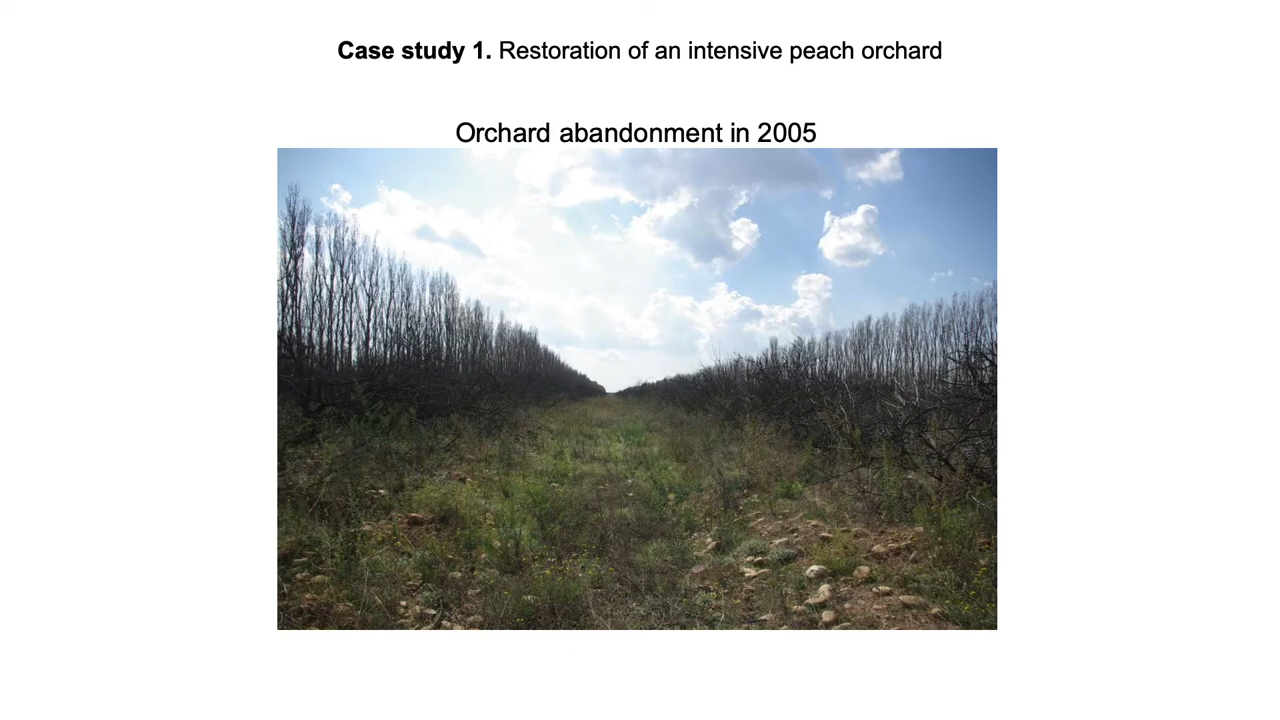 Case study 1. Restoration of an intensive peach orchard
Orchard abandonment in 2005